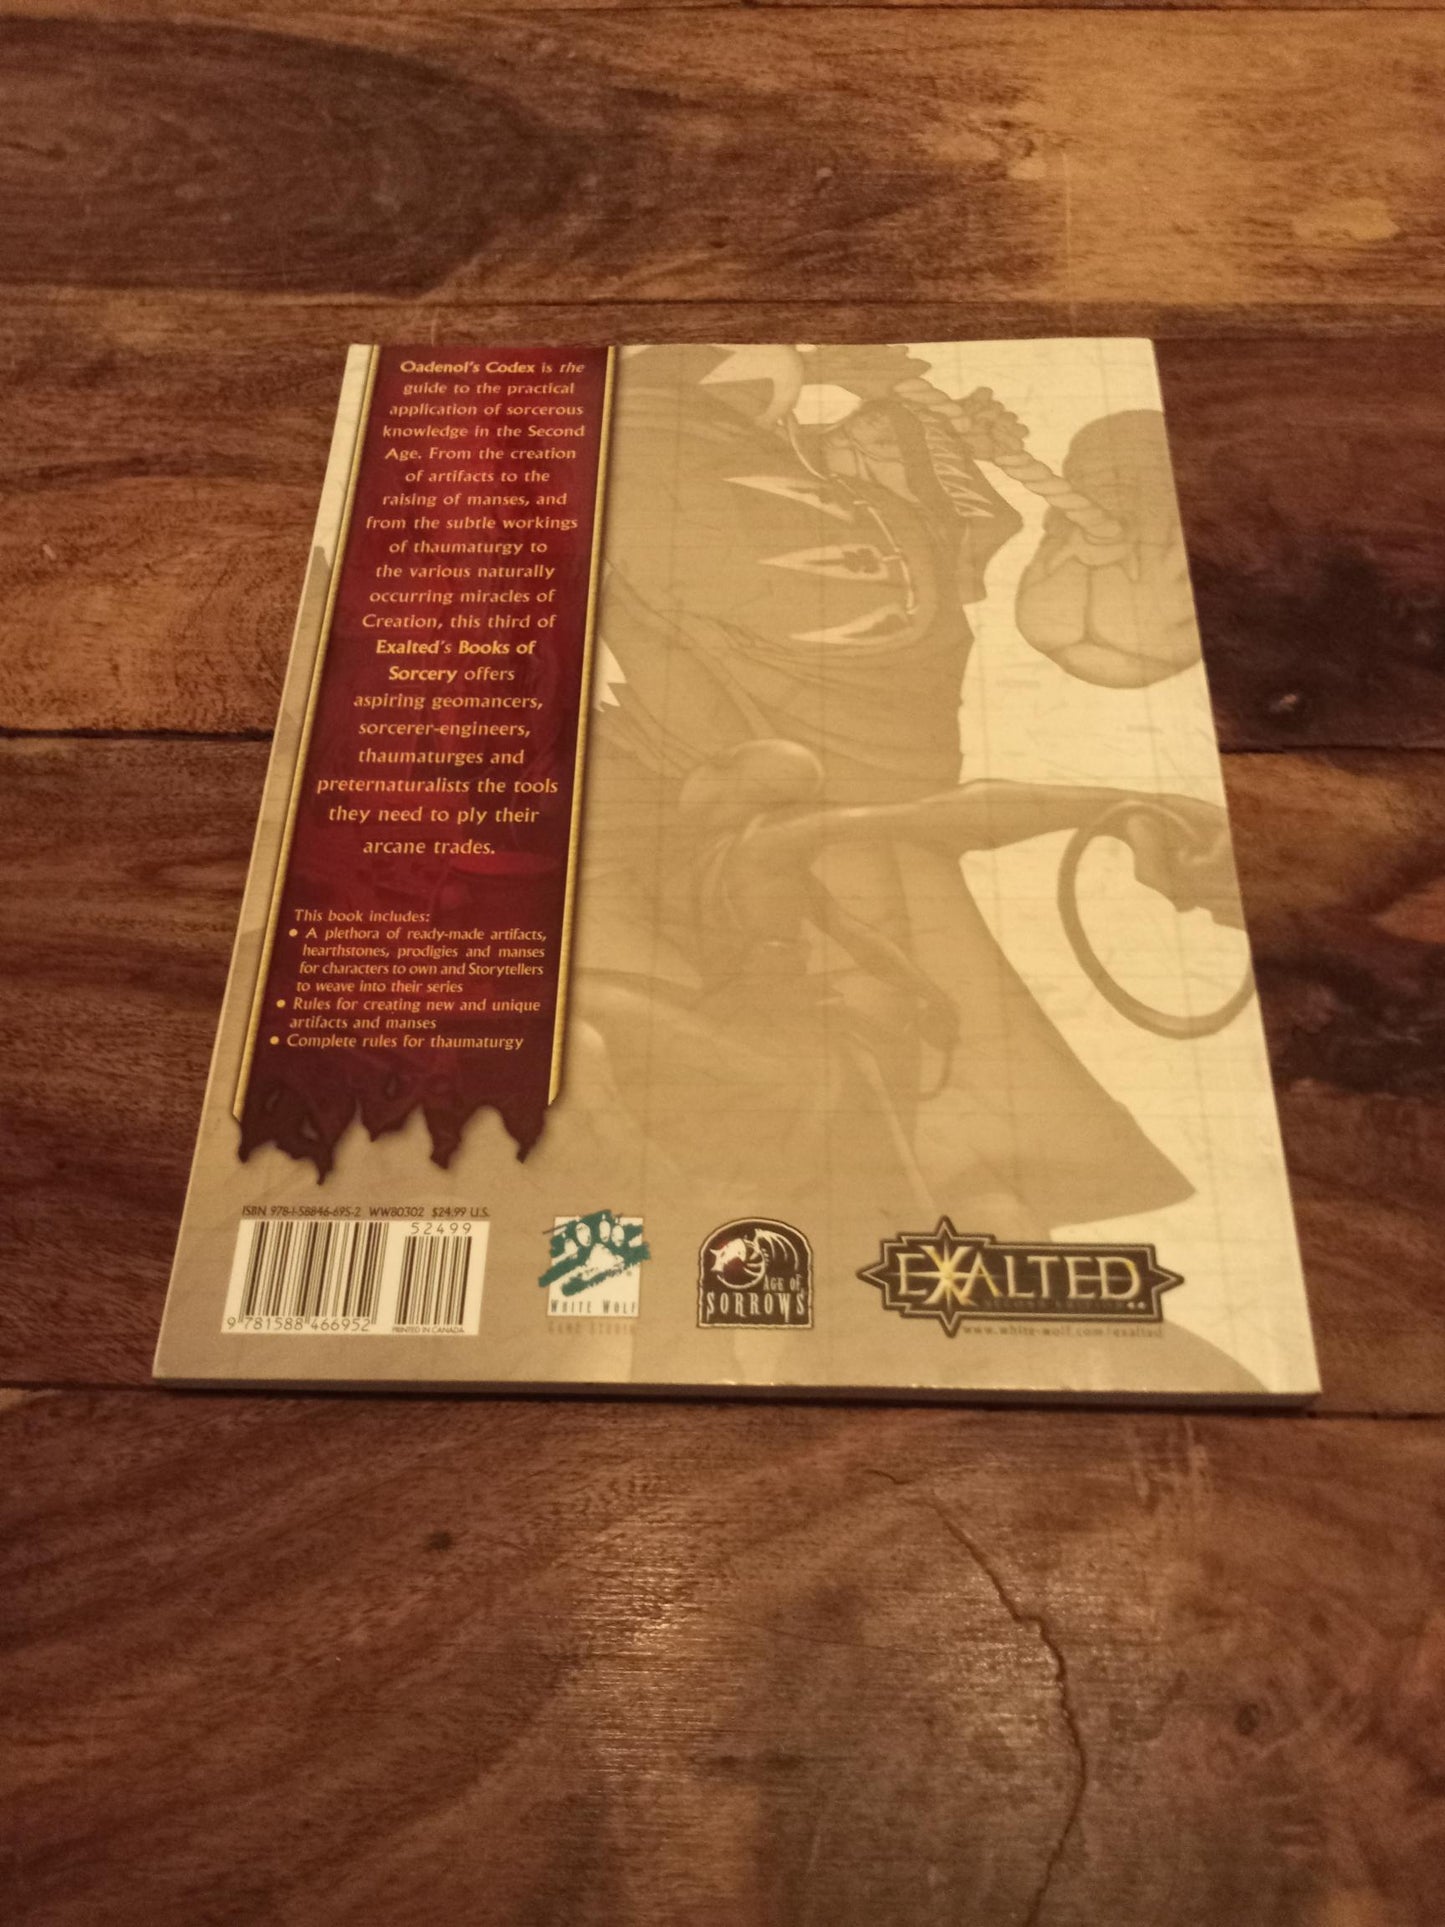 Oadenol's Codex is the
guide to the practical
application of sorcerous
knowledge in the Second
Age. From the creation
of artifacts to the
raising of manses, and
from the subtle workings
of thaumaturgy to
the various naturally
occurring miracles of
Creation, this third of
Exalted's Books of
Sorcery offers
aspiring geomancers,
sorcerer-engineers,
thaumaturges and
preternaturalists the tools
they need to ply their
arcane trades.
This book includes:
• A plethora of ready-made artifacts,
hearthstones, prodigies and manses
for characters to own and Storytellers
to weave into their series
• Rules for creating new and unique
artifacts and manses
• Complete rules for thaumaturgy
ISBN 978-1-58846-695-2 WW80302 $24.99 U.S.
52499
9 781588 466952
PRINTED IN CANADA
WHITE WOLF
GAME STUDIO
AGE OF
SORROWS
EXALTED
SECOND EDITION
www.white-wolf.com/exalted